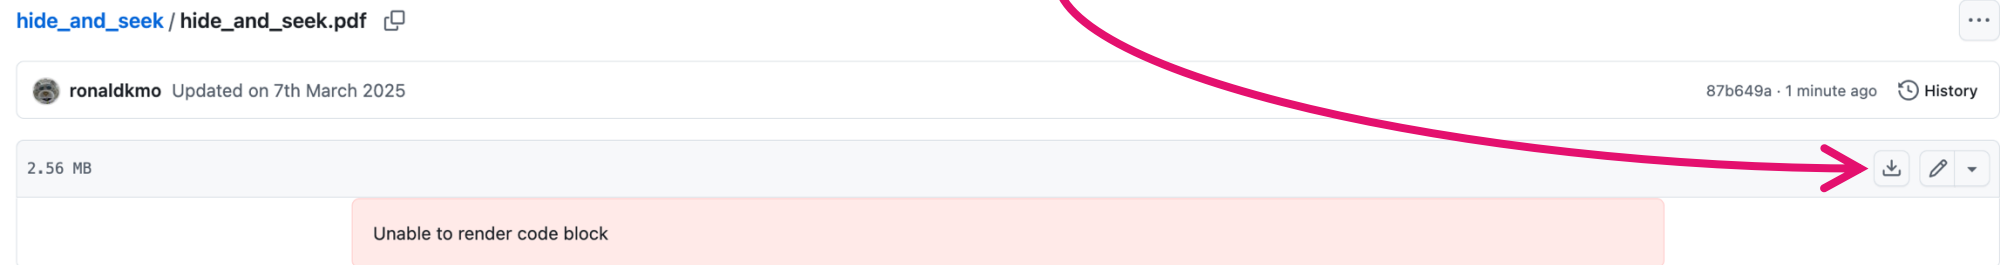 hide_and_seek / hide_and_seek.pdf
ronaldkmo Updated on 7th March 2025 87b649a · 1 minute ago History
2.56 MB
Unable to render code block